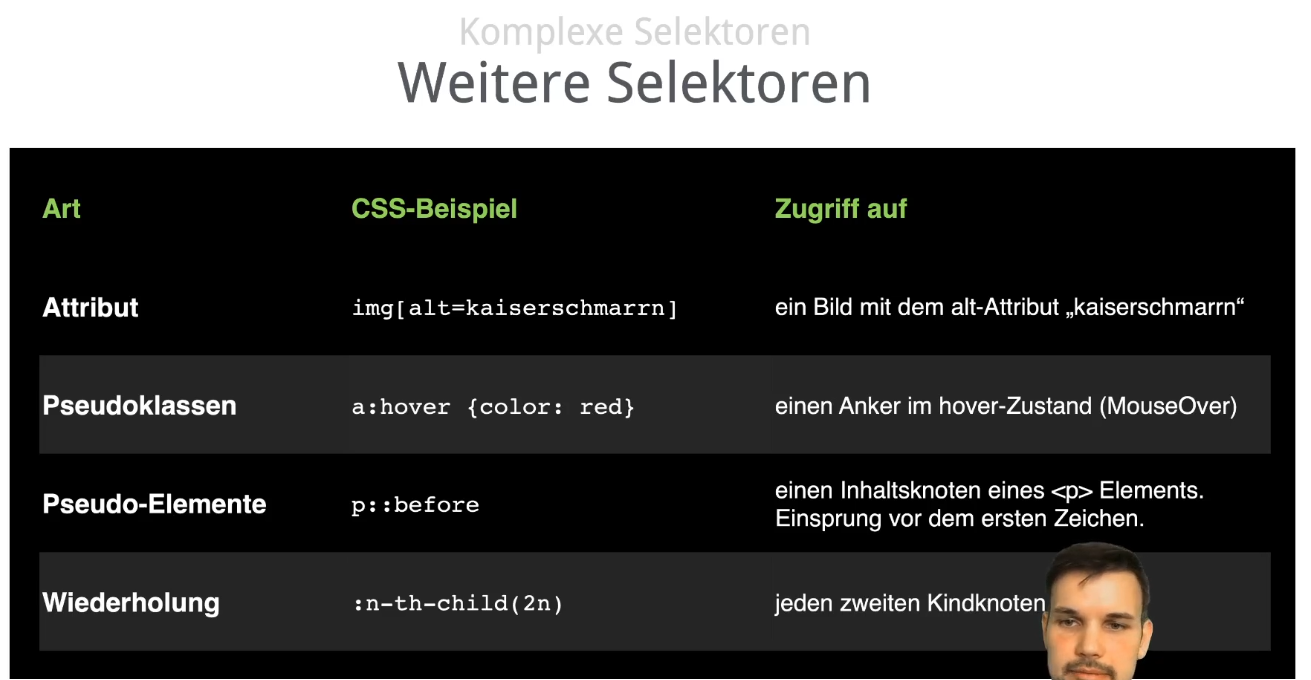 Komplexe Selektoren
Weitere Selektoren
Art CSS-Beispiel Zugriff auf
Attribut img[alt=kaiserschmarrn] ein Bild mit dem alt-Attribut „kaiserschmarrn“
Pseudoklassen a:hover {color: red} einen Anker im hover-Zustand (MouseOver)
Pseudo-Elemente p::before einen Inhaltsknoten eines <p> Elements.
Einsprung vor dem ersten Zeichen.
Wiederholung :n-th-child(2n) jeden zweiten Kindknoten